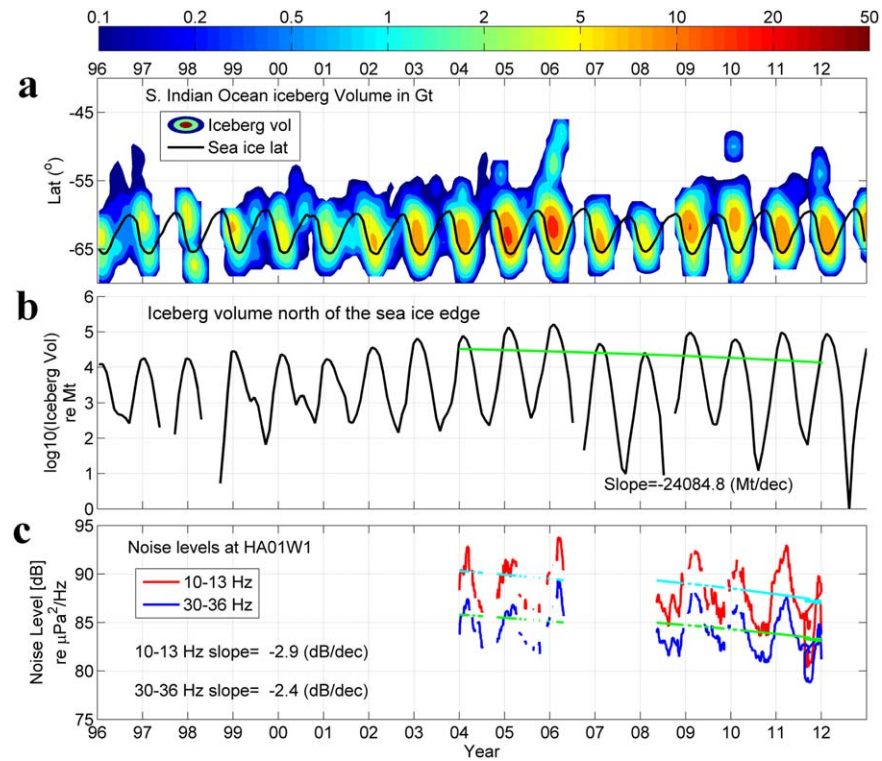 0.1 0.2 0.5 1 2 5 10 20 50
96 97 98 99 00 01 02 03 04 05 06 07 08 09 10 11 12
a
S. Indian Ocean iceberg Volume in Gt
Iceberg vol
Sea ice lat
Lat (°)
-45
-55
-65
b
Iceberg volume north of the sea ice edge
log10(Iceberg Vol)
re Mt
6
5
4
3
2
1
0
Slope=-24084.8 (Mt/dec)
c
Noise levels at HA01W1
10-13 Hz
30-36 Hz
Noise Level [dB]
re µPa²/Hz
95
90
85
80
75
10-13 Hz slope= -2.9 (dB/dec)
30-36 Hz slope= -2.4 (dB/dec)
96 97 98 99 00 01 02 03 04 05 06 07 08 09 10 11 12
Year